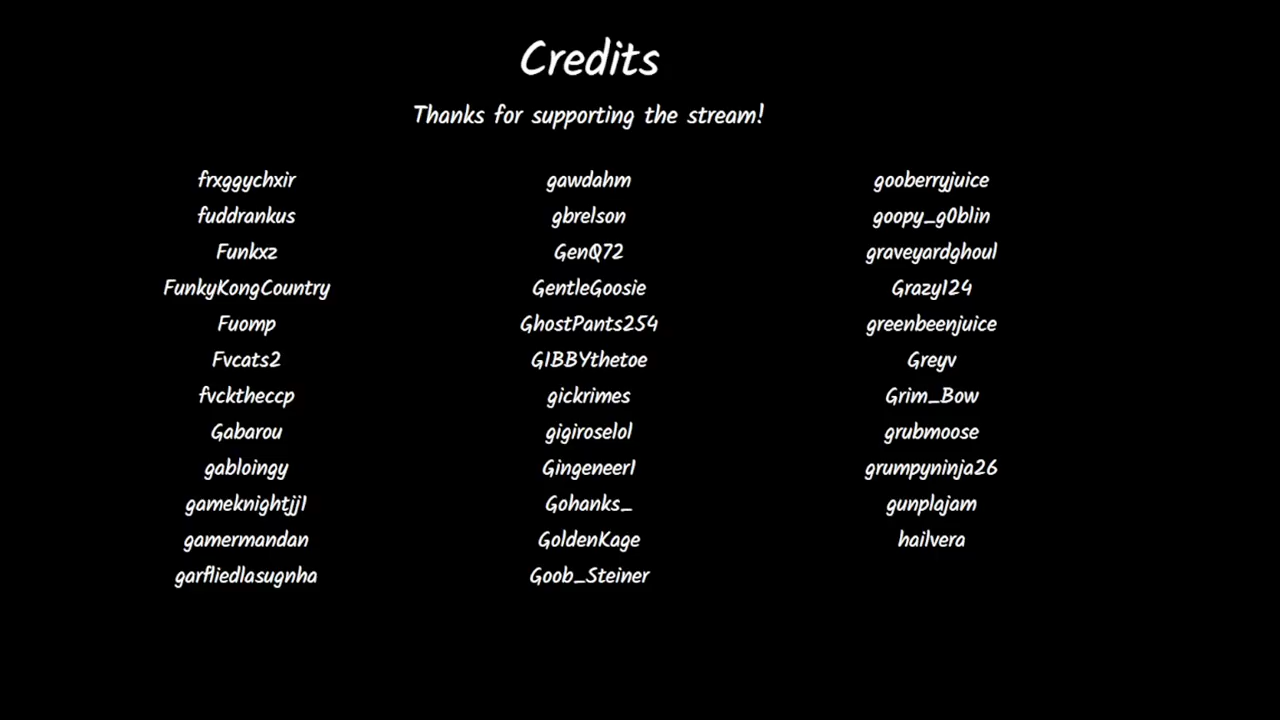 Credits
Thanks for supporting the stream!
frxggychxir
fuddrankus
Funkxz
FunkyKongCountry
Fuomp
Fvcats2
fvcktheccp
Gabarou
gabloingy
gameknightjj1
gamermandan
garfliedlasugnha
gawdahm
gbrelson
GenQ72
GentleGoosie
GhostPants254
GIBBYthetoe
gickrimes
gigiroselol
Gingeneer1
Gohanks_
GoldenKage
Goob_Steiner
gooberryjuice
goopy_g0blin
graveyardghoul
Grazy124
greenbeenjuice
Greyv
Grim_Bow
grubmoose
grumpyninja26
gunplajam
hailvera